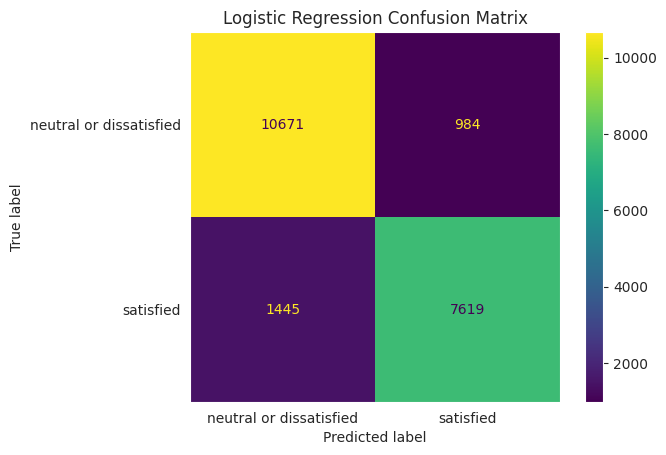 Logistic Regression Confusion Matrix
True label
neutral or dissatisfied
satisfied
10671
984
1445
7619
neutral or dissatisfied
satisfied
Predicted label
10000
8000
6000
4000
2000